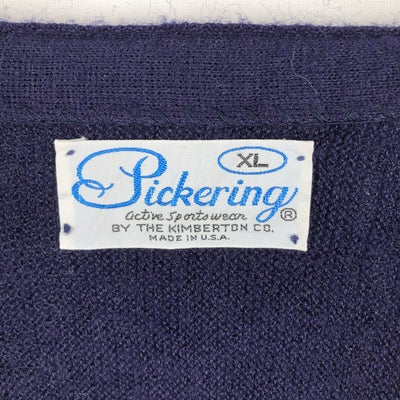 XL
Pickering ®
active sportswear
BY THE KIMBERTON CO.
MADE IN U.S.A.